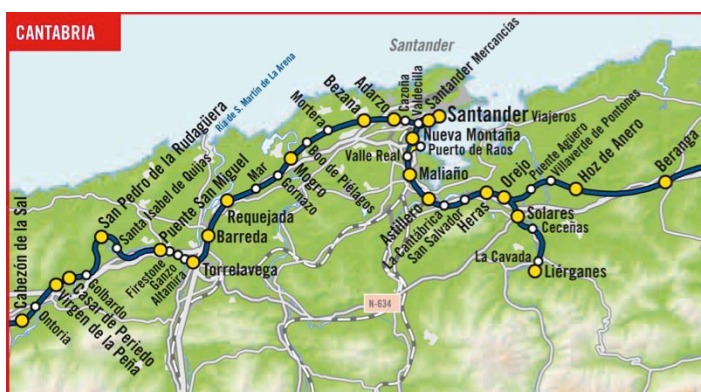 CANTABRIA
Santander
Ría de S. Martín de La Arena
Cabezón de la Sal
Ontoria
Virgen de la Peña
Casar de Periedo
Golbardo
San Pedro de la Rudagüera
Santa Isabel de Quijas
Puente San Miguel
Firestone
Ganzo
Altamira
Torrelavega
Barreda
Requejada
Mar
Gornazo
Mogro
Boo de Piélagos
Mortera
Bezana
Adarzo
Cazoña
Valdecilla
Santander Mercancías
Santander Viajeros
Nueva Montaña
Puerto de Raos
Valle Real
Maliaño
Astillero
La Cantábrica
San Salvador
Heras
Orejo
Puente Agüero
Villaverde de Pontones
Hoz de Anero
Beranga
Solares
Ceceñas
La Cavada
Liérganes
N-634